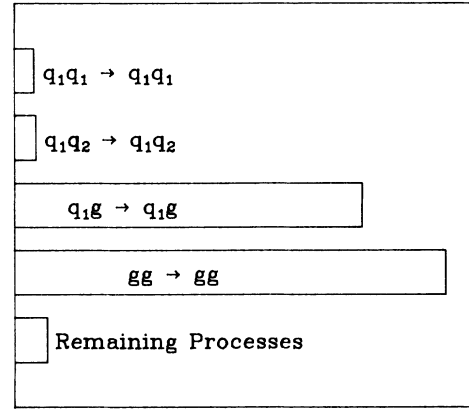 q₁q₁ → q₁q₁
q₁q₂ → q₁q₂
q₁g → q₁g
gg → gg
Remaining Processes